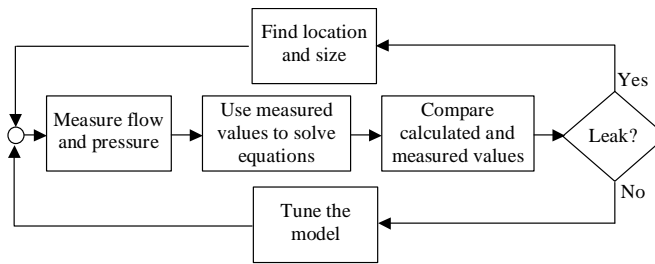 Find location
and size
Yes
Measure flow
and pressure
Use measured
values to solve
equations
Compare
calculated and
measured values
Leak?
No
Tune the
model